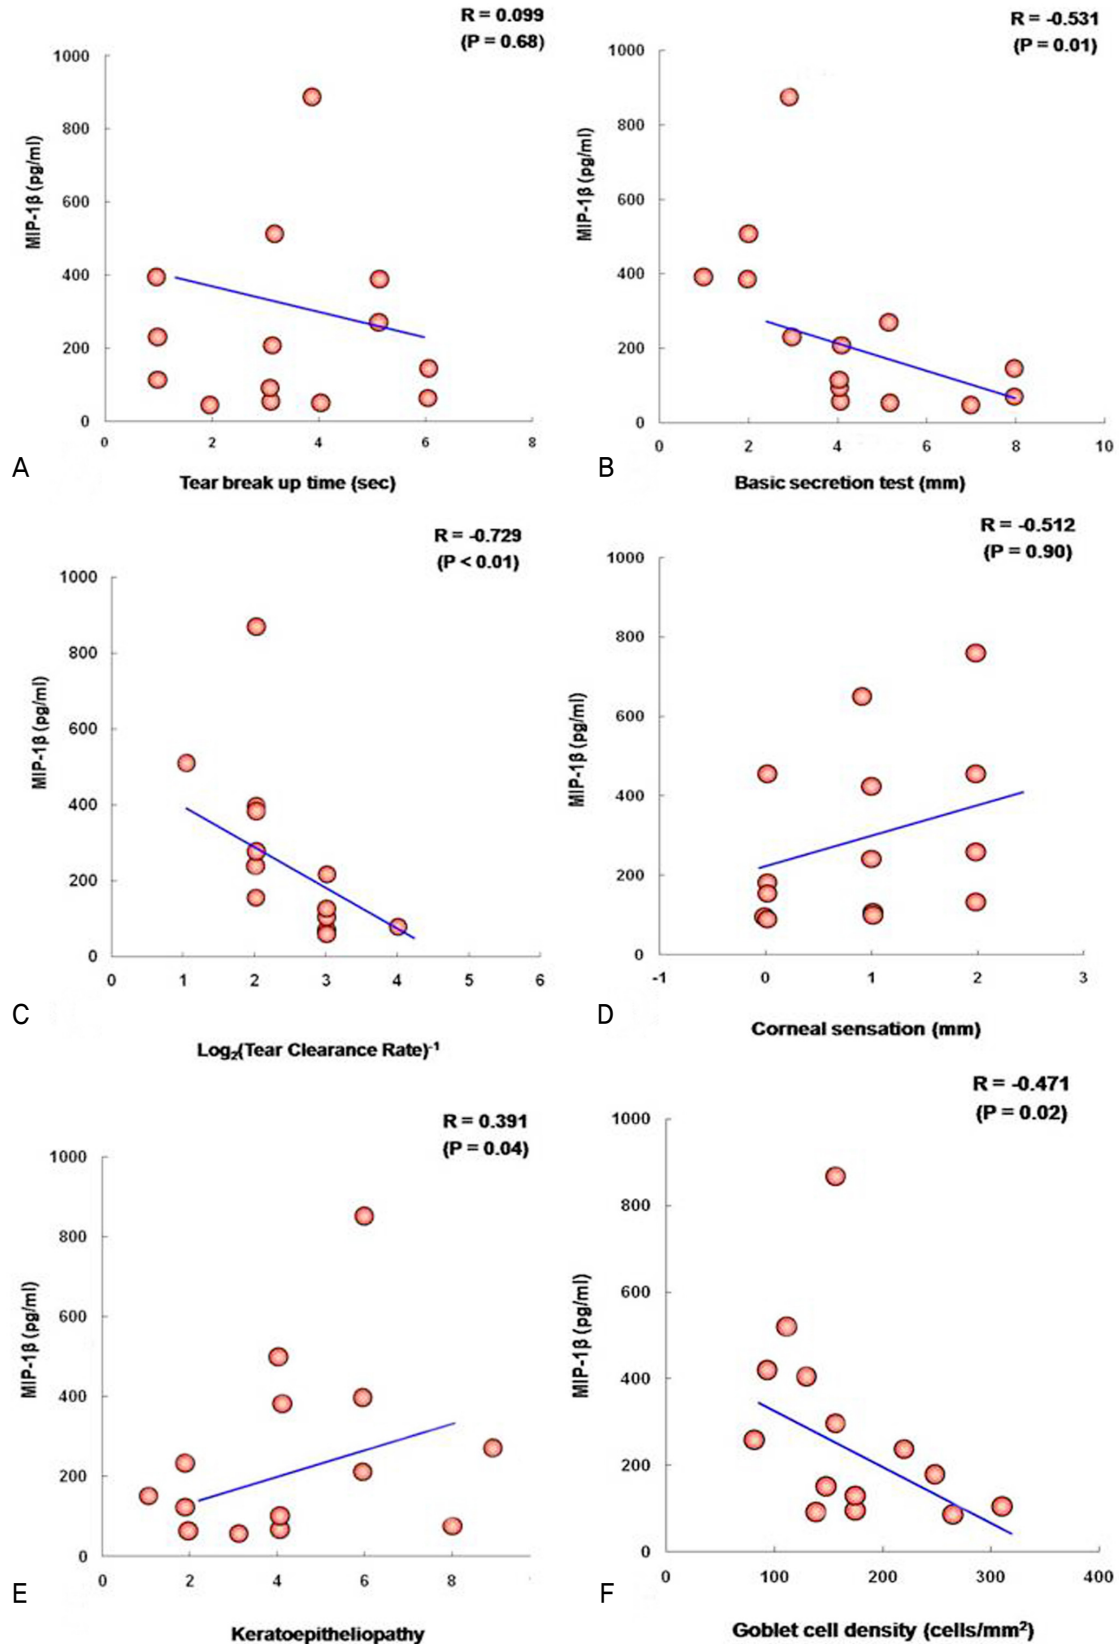 R = 0.099
(P = 0.68)
1000
800
600
400
200
0
MIP-1β (pg/ml)
0 2 4 6 8
A
Tear break up time (sec)
R = -0.531
(P = 0.01)
1000
800
600
400
200
0
MIP-1β (pg/ml)
0 2 4 6 8 10
B
Basic secretion test (mm)
R = -0.729
(P < 0.01)
1000
800
600
400
200
0
MIP-1β (pg/ml)
0 1 2 3 4 5 6
C
Log₂(Tear Clearance Rate)⁻¹
R = -0.512
(P = 0.90)
1000
800
600
400
200
0
MIP-1β (pg/ml)
-1 0 1 2 3
D
Corneal sensation (mm)
R = 0.391
(P = 0.04)
1000
800
600
400
200
0
MIP-1β (pg/ml)
0 2 4 6 8
E
Keratoepitheliopathy
R = -0.471
(P = 0.02)
1000
800
600
400
200
0
MIP-1β (pg/ml)
0 100 200 300 400
F
Goblet cell density (cells/mm²)